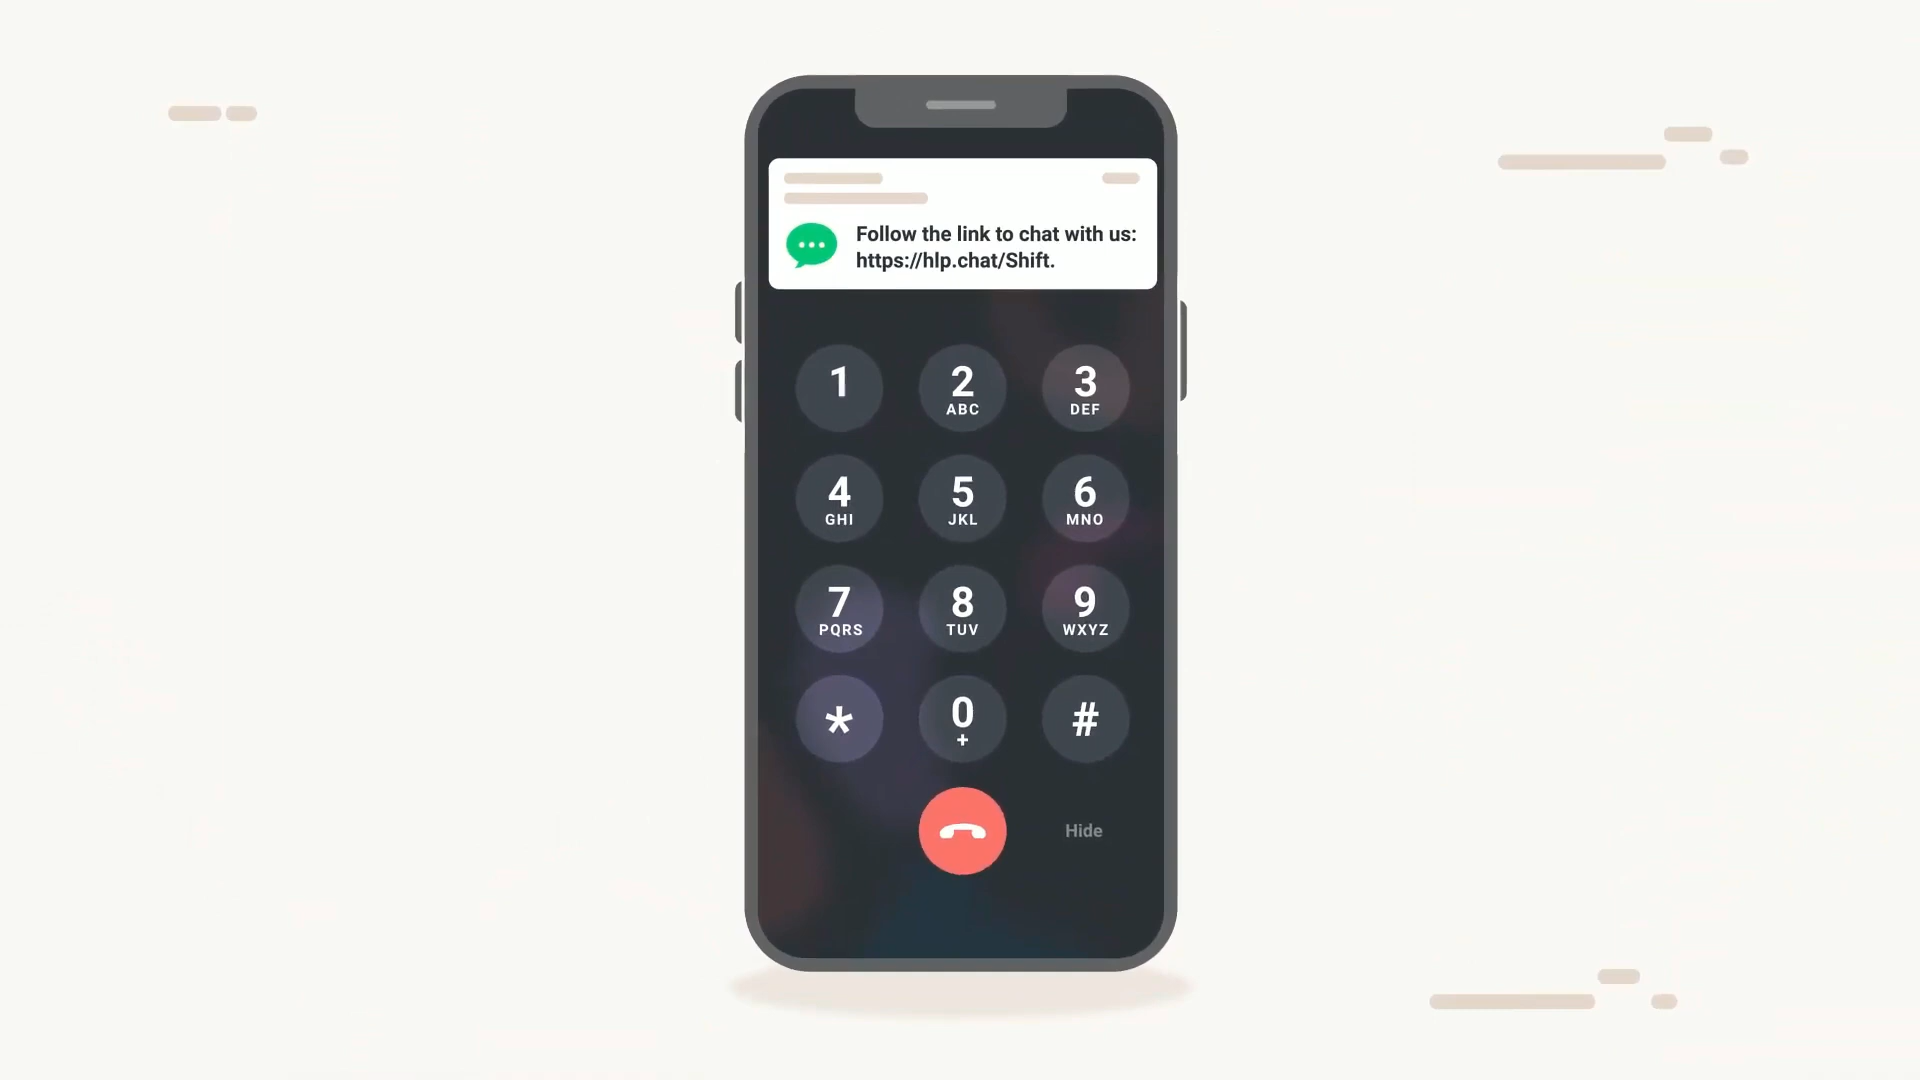 Follow the link to chat with us:
https://hlp.chat/Shift.
1
2
ABC
3
DEF
4
GHI
5
JKL
6
MNO
7
PQRS
8
TUV
9
WXYZ
*
0
+
#
Hide